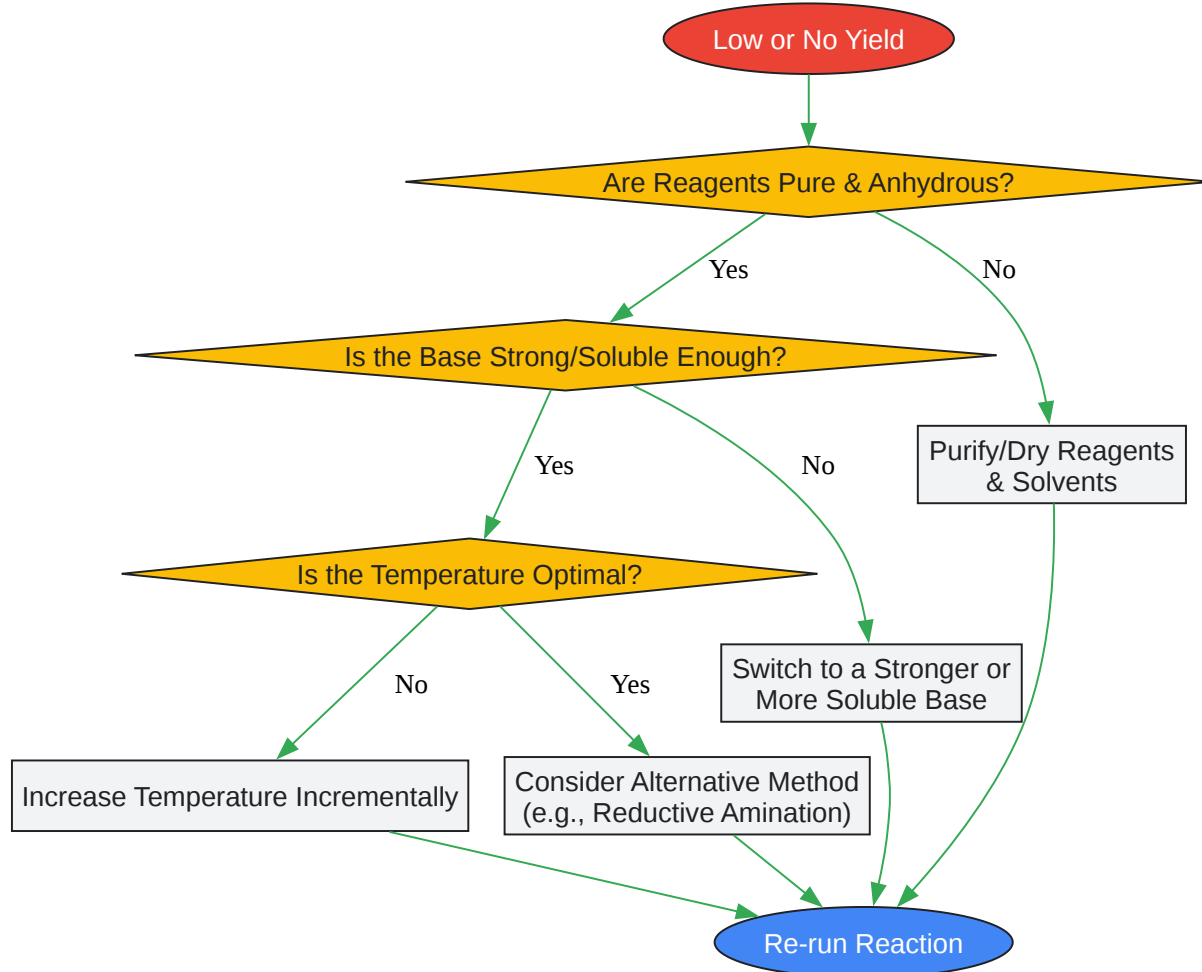 Low or No Yield
Are Reagents Pure & Anhydrous?
Yes
No
Is the Base Strong/Soluble Enough?
Yes
No
Purify/Dry Reagents
& Solvents
Is the Temperature Optimal?
No
Yes
Switch to a Stronger or
More Soluble Base
Increase Temperature Incrementally
Consider Alternative Method
(e.g., Reductive Amination)
Re-run Reaction